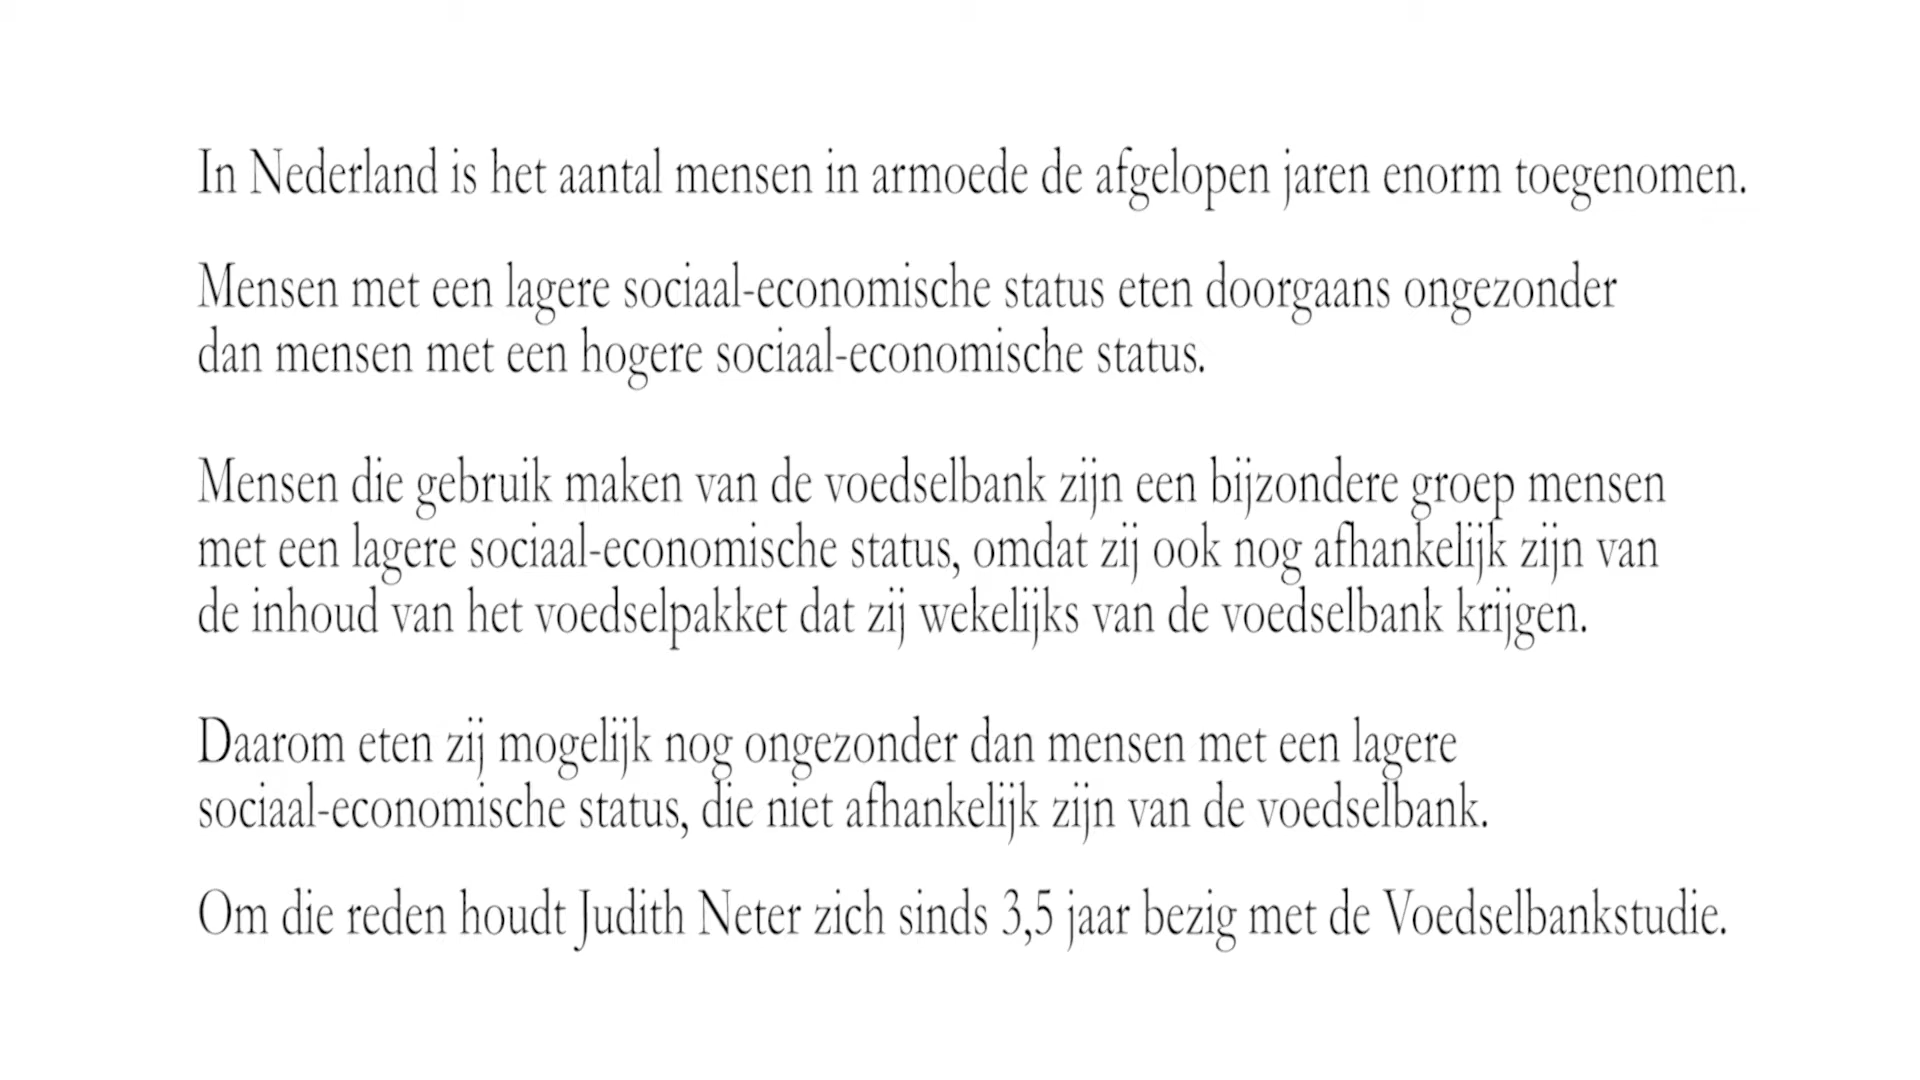 In Nederland is het aantal mensen in armoede de afgelopen jaren enorm toegenomen.
Mensen met een lagere sociaal-economische status eten doorgaans ongezonder
dan mensen met een hogere sociaal-economische status.
Mensen die gebruik maken van de voedselbank zijn een bijzondere groep mensen
met een lagere sociaal-economische status, omdat zij ook nog afhankelijk zijn van
de inhoud van het voedselpakket dat zij wekelijks van de voedselbank krijgen.
Daarom eten zij mogelijk nog ongezonder dan mensen met een lagere
sociaal-economische status, die niet afhankelijk zijn van de voedselbank.
Om die reden houdt Judith Neter zich sinds 3,5 jaar bezig met de Voedselbankstudie.